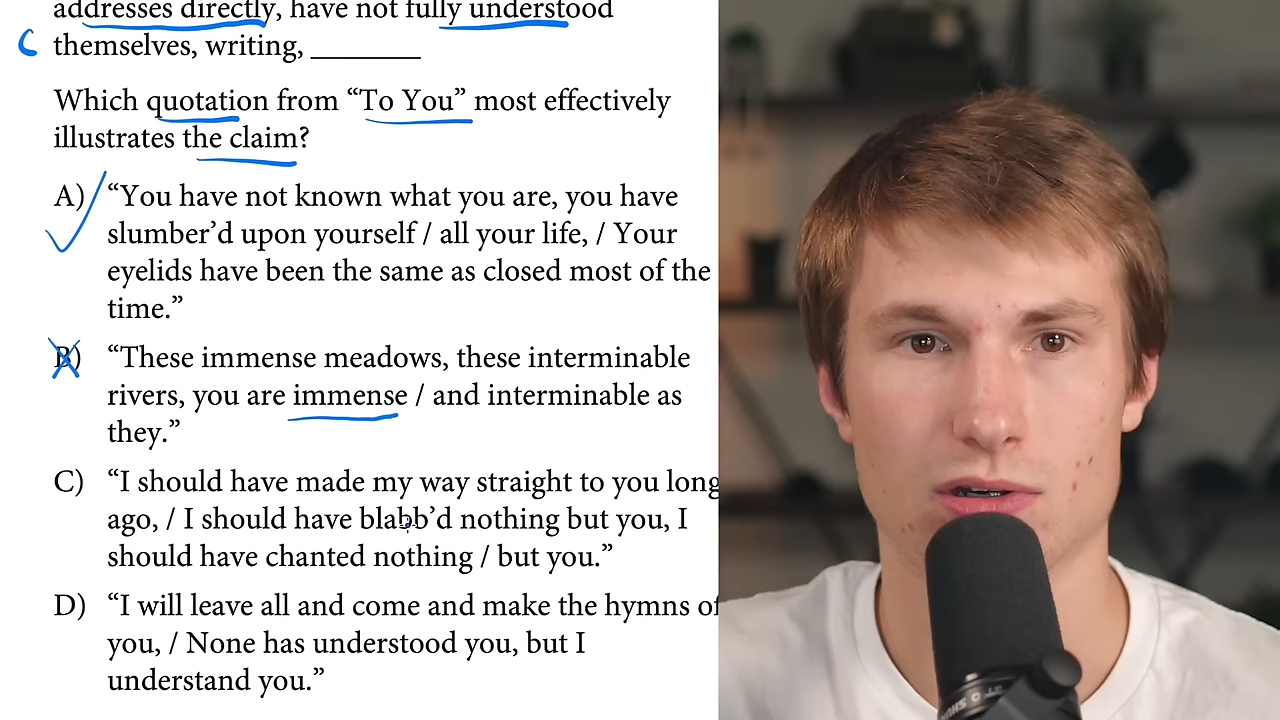 addresses directly, have not fully understood
themselves, writing, ________
Which quotation from “To You” most effectively
illustrates the claim?
A) “You have not known what you are, you have
slumber’d upon yourself / all your life, / Your
eyelids have been the same as closed most of the
time.”
B) “These immense meadows, these interminable
rivers, you are immense / and interminable as
they.”
C) “I should have made my way straight to you long
ago, / I should have blabb’d nothing but you, I
should have chanted nothing / but you.”
D) “I will leave all and come and make the hymns of
you, / None has understood you, but I
understand you.”